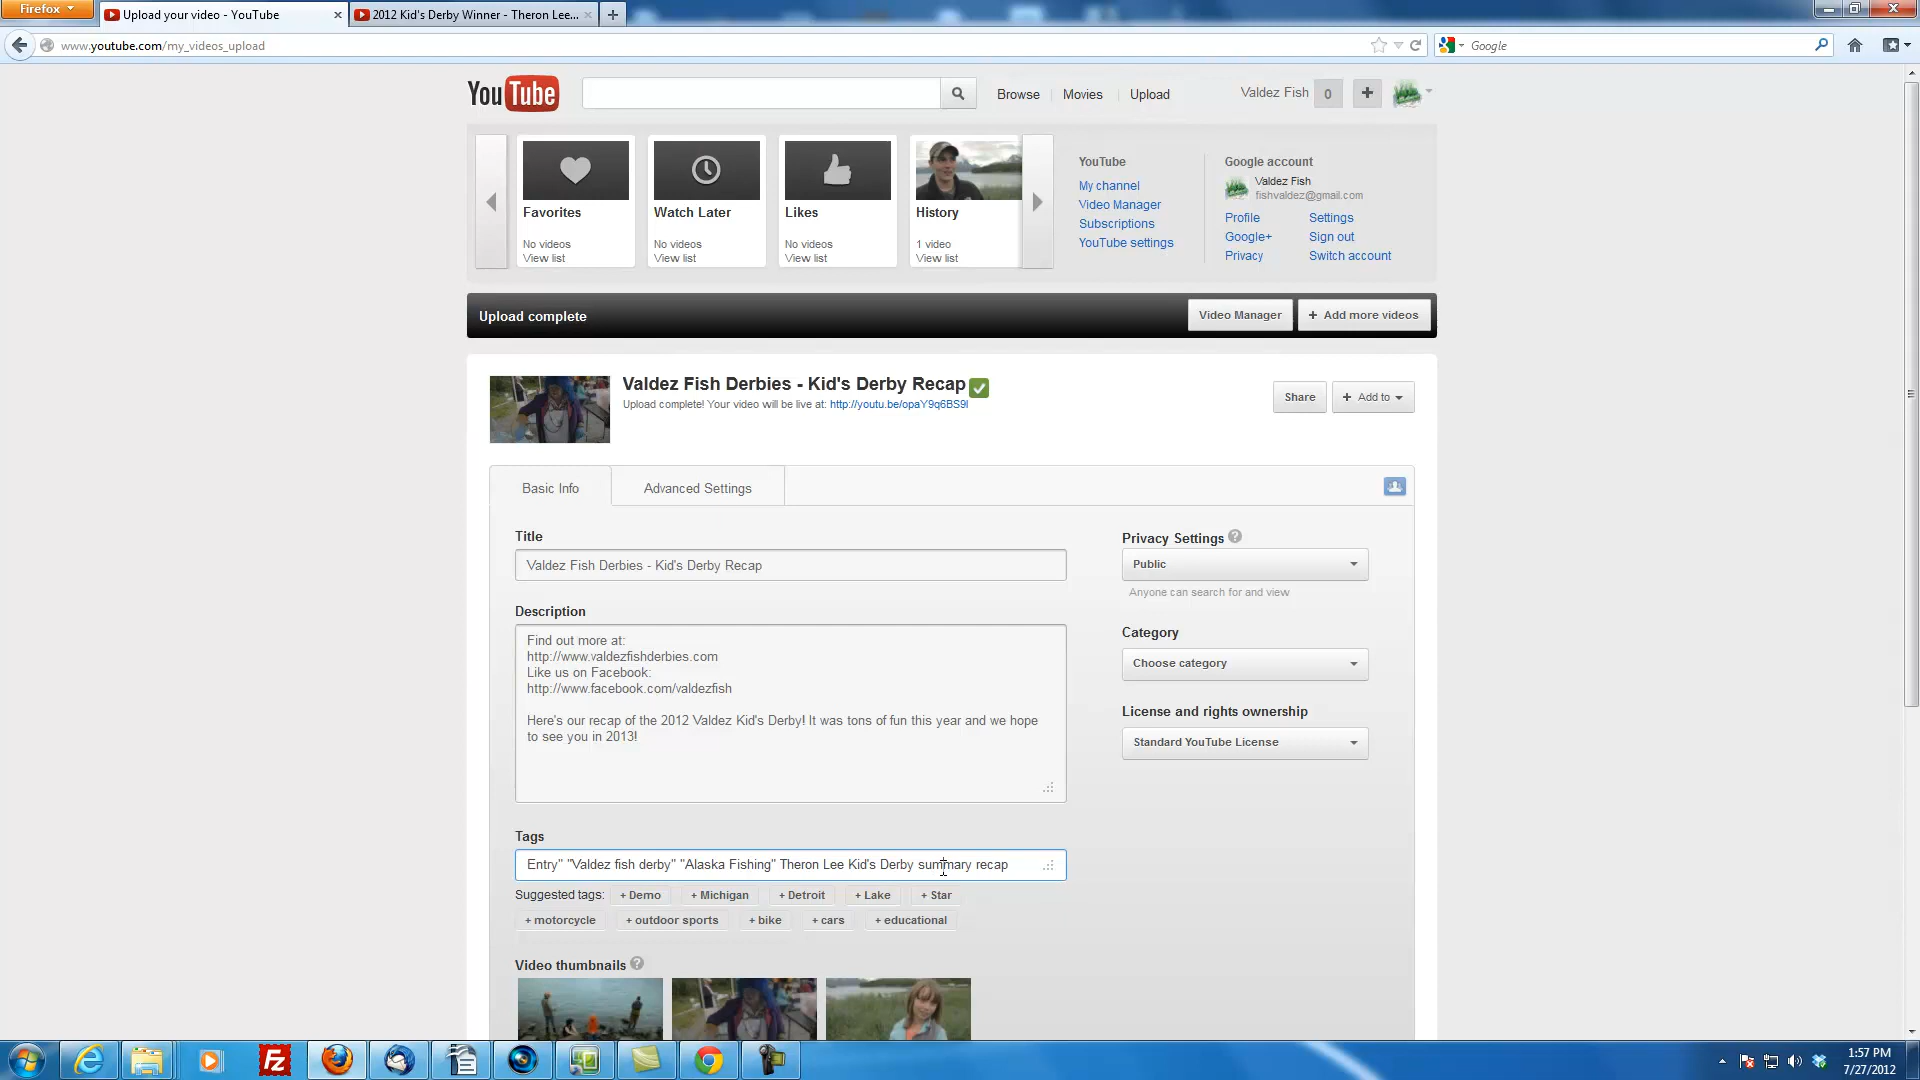 Firefox
Upload your video - YouTube
2012 Kid's Derby Winner - Theron Lee...
www.youtube.com/my_videos_upload
Google
YouTube
Browse
Movies
Upload
Valdez Fish
0
Favorites
No videos
View list
Watch Later
No videos
View list
Likes
No videos
View list
History
1 video
View list
YouTube
My channel
Video Manager
Subscriptions
YouTube settings
Google account
Valdez Fish
fishvaldez@gmail.com
Profile
Settings
Google+
Sign out
Privacy
Switch account
Upload complete
Video Manager
+ Add more videos
Valdez Fish Derbies - Kid's Derby Recap
Upload complete! Your video will be live at: http://youtu.be/opaY9q6BS9I
Share
+ Add to
Basic Info
Advanced Settings
Title
Valdez Fish Derbies - Kid's Derby Recap
Description
Find out more at:
http://www.valdezfishderbies.com
Like us on Facebook:
http://www.facebook.com/valdezfish
Here's our recap of the 2012 Valdez Kid's Derby! It was tons of fun this year and we hope
to see you in 2013!
Privacy Settings
Public
Anyone can search for and view
Category
Choose category
License and rights ownership
Standard YouTube License
Tags
Entry" "Valdez fish derby" "Alaska Fishing" Theron Lee Kid's Derby summary recap
Suggested tags: + Demo + Michigan + Detroit + Lake + Star
+ motorcycle + outdoor sports + bike + cars + educational
Video thumbnails
1:57 PM
7/27/2012